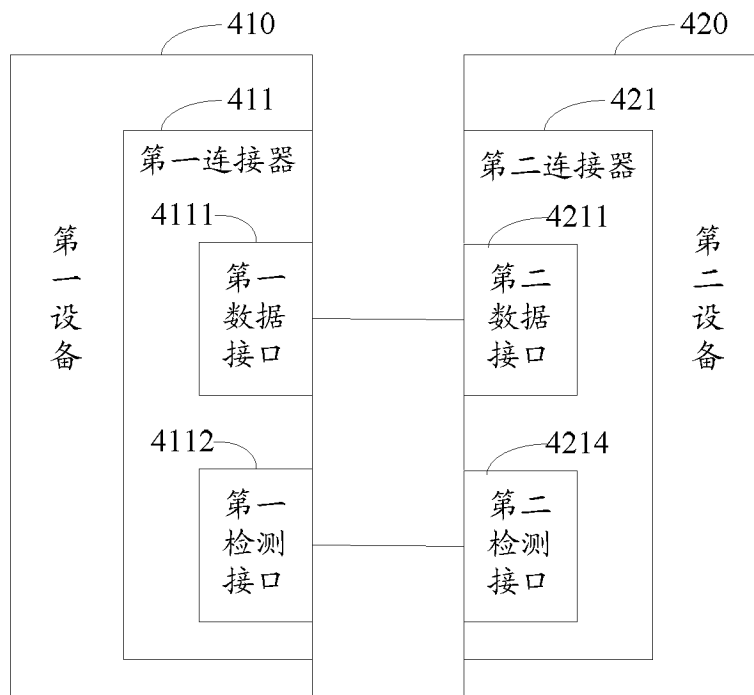 410
420
411
421
第一连接器
第二连接器
4111
4211
第一设备
第一
数据
接口
第二
数据
接口
第二设备
4112
4214
第一
检测
接口
第二
检测
接口